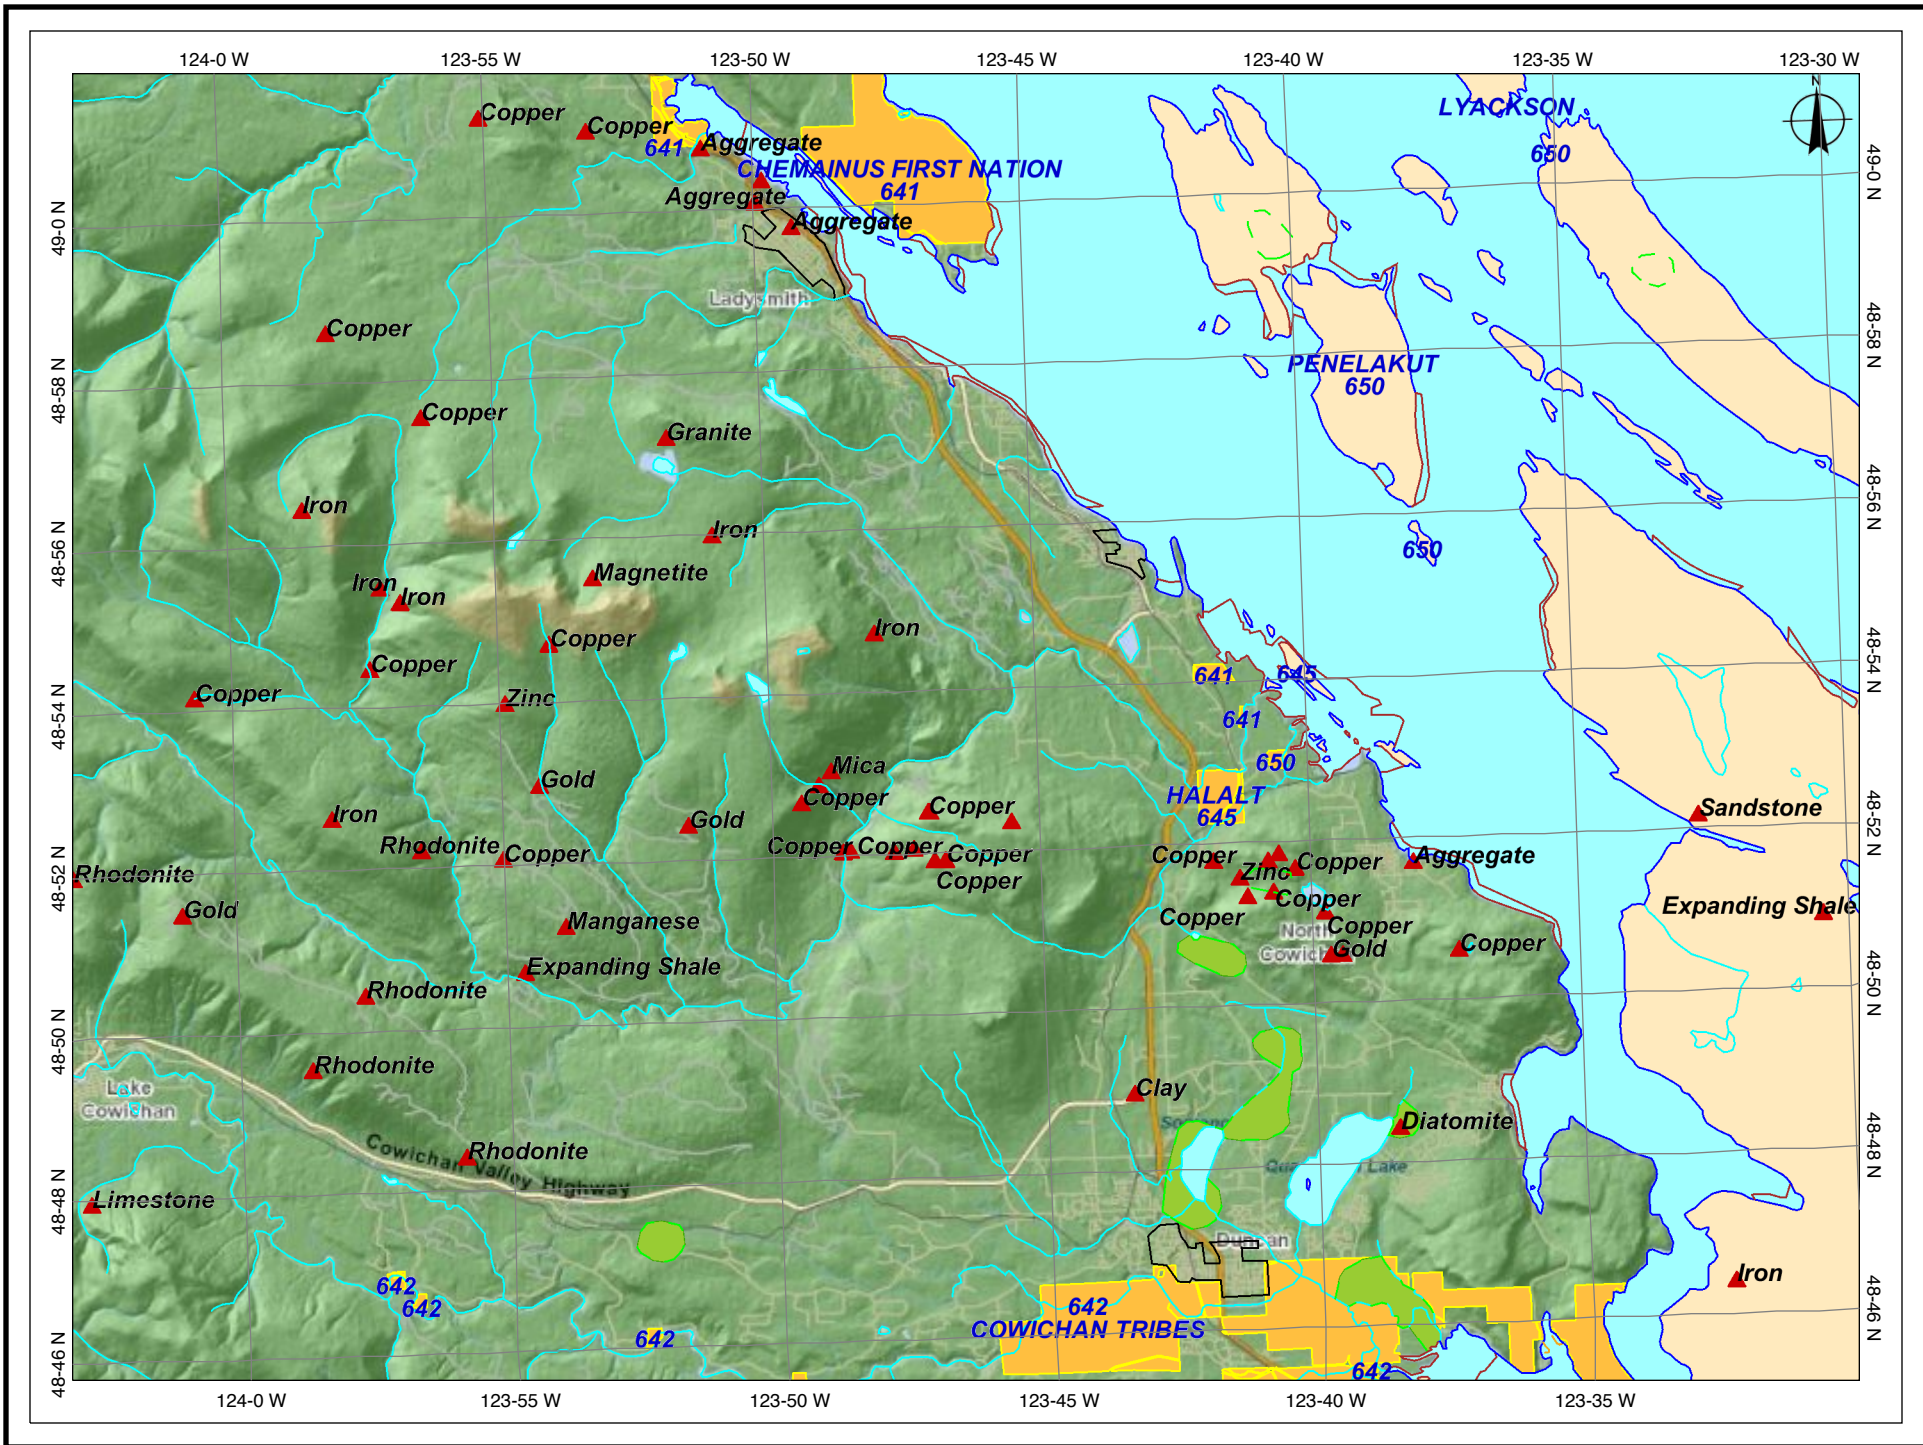 124-0 W 123-55 W 123-50 W 123-45 W 123-40 W 123-35 W 123-30 W
N
LYACKSON
650
Copper
Copper
641
Aggregate
CHEMAINUS FIRST NATION
641
Aggregate
Aggregate
49-0 N
49-0 N
Ladysmith
Copper
48-58 N
48-58 N
PENELAKUT
650
Copper
Granite
Iron
Iron
48-56 N
48-56 N
650
Magnetite
Iron
Iron
Iron
Copper
Copper
Copper
Zinc
48-54 N
48-54 N
641
645
641
650
HALALT
645
Mica
Gold
Copper
Copper
Gold
Iron
Sandstone
Rhodonite
Copper
Copper
Copper
Copper
Copper
Copper
Zinc
Copper
Aggregate
48-52 N
48-52 N
Rhodonite
Gold
Manganese
Copper
Copper
Copper
Expanding Shale
North
Gold
Copper
Expanding Shale
Rhodonite
48-50 N
48-50 N
Rhodonite
Lake
Cowichan
Clay
Diatomite
Lake
Rhodonite
Cowichan Valley Highway
48-48 N
48-48 N
Limestone
Duncan
Iron
642
642
642
642
COWICHAN TRIBES
642
48-46 N
48-46 N
124-0 W 123-55 W 123-50 W 123-45 W 123-40 W 123-35 W